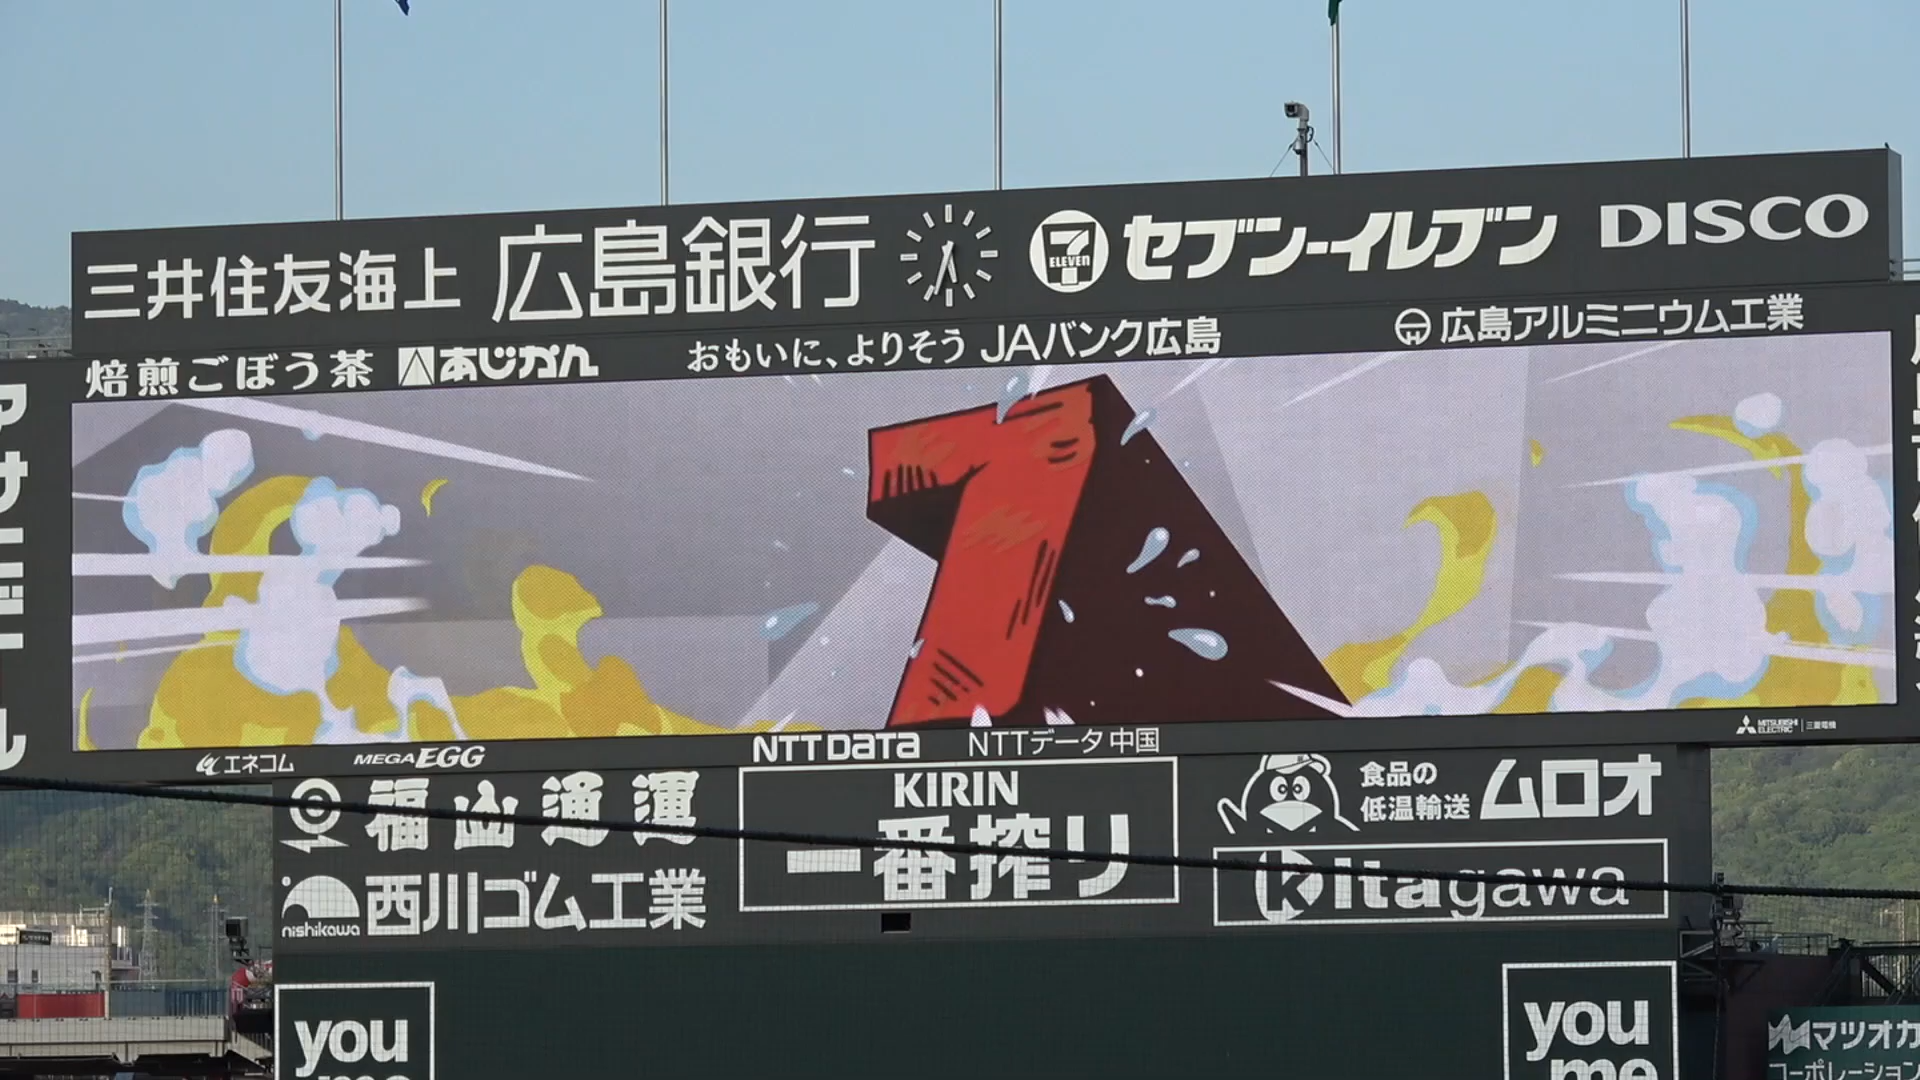 三井住友海上 広島銀行 7 ELEVEn セブン-イレブン DISCO
焙煎ごぼう茶 あじかん おもいに、よりそう JAバンク広島 広島アルミニウム工業
アサヒビール
7
エネコム MEGA EGG NTT DATA NTTデータ中国 MITSUBISHI ELECTRIC 三菱電機
福山通運 KIRIN 一番搾り 食品の低温輸送 ムロオ
nishikawa 西川ゴム工業 Kitagawa
you me
you me
マツオカ
コーポレーション